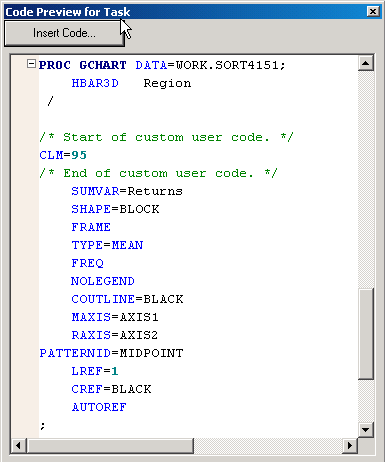 Code Preview for Task
Insert Code...
PROC GCHART DATA=WORK.SORT4151;
HBAR3D   Region
/
/* Start of custom user code. */
CLM=95
/* End of custom user code. */
SUMVAR=Returns
SHAPE=BLOCK
FRAME
TYPE=MEAN
FREQ
NOLEGEND
COUTLINE=BLACK
MAXIS=AXIS1
RAXIS=AXIS2
PATTERNID=MIDPOINT
LREF=1
CREF=BLACK
AUTOREF
;